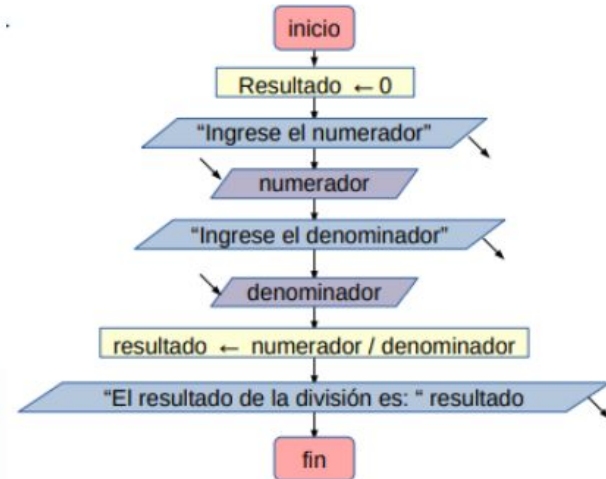 inicio
Resultado ← 0
“Ingrese el numerador”
numerador
“Ingrese el denominador”
denominador
resultado ← numerador / denominador
“El resultado de la división es: “ resultado
fin